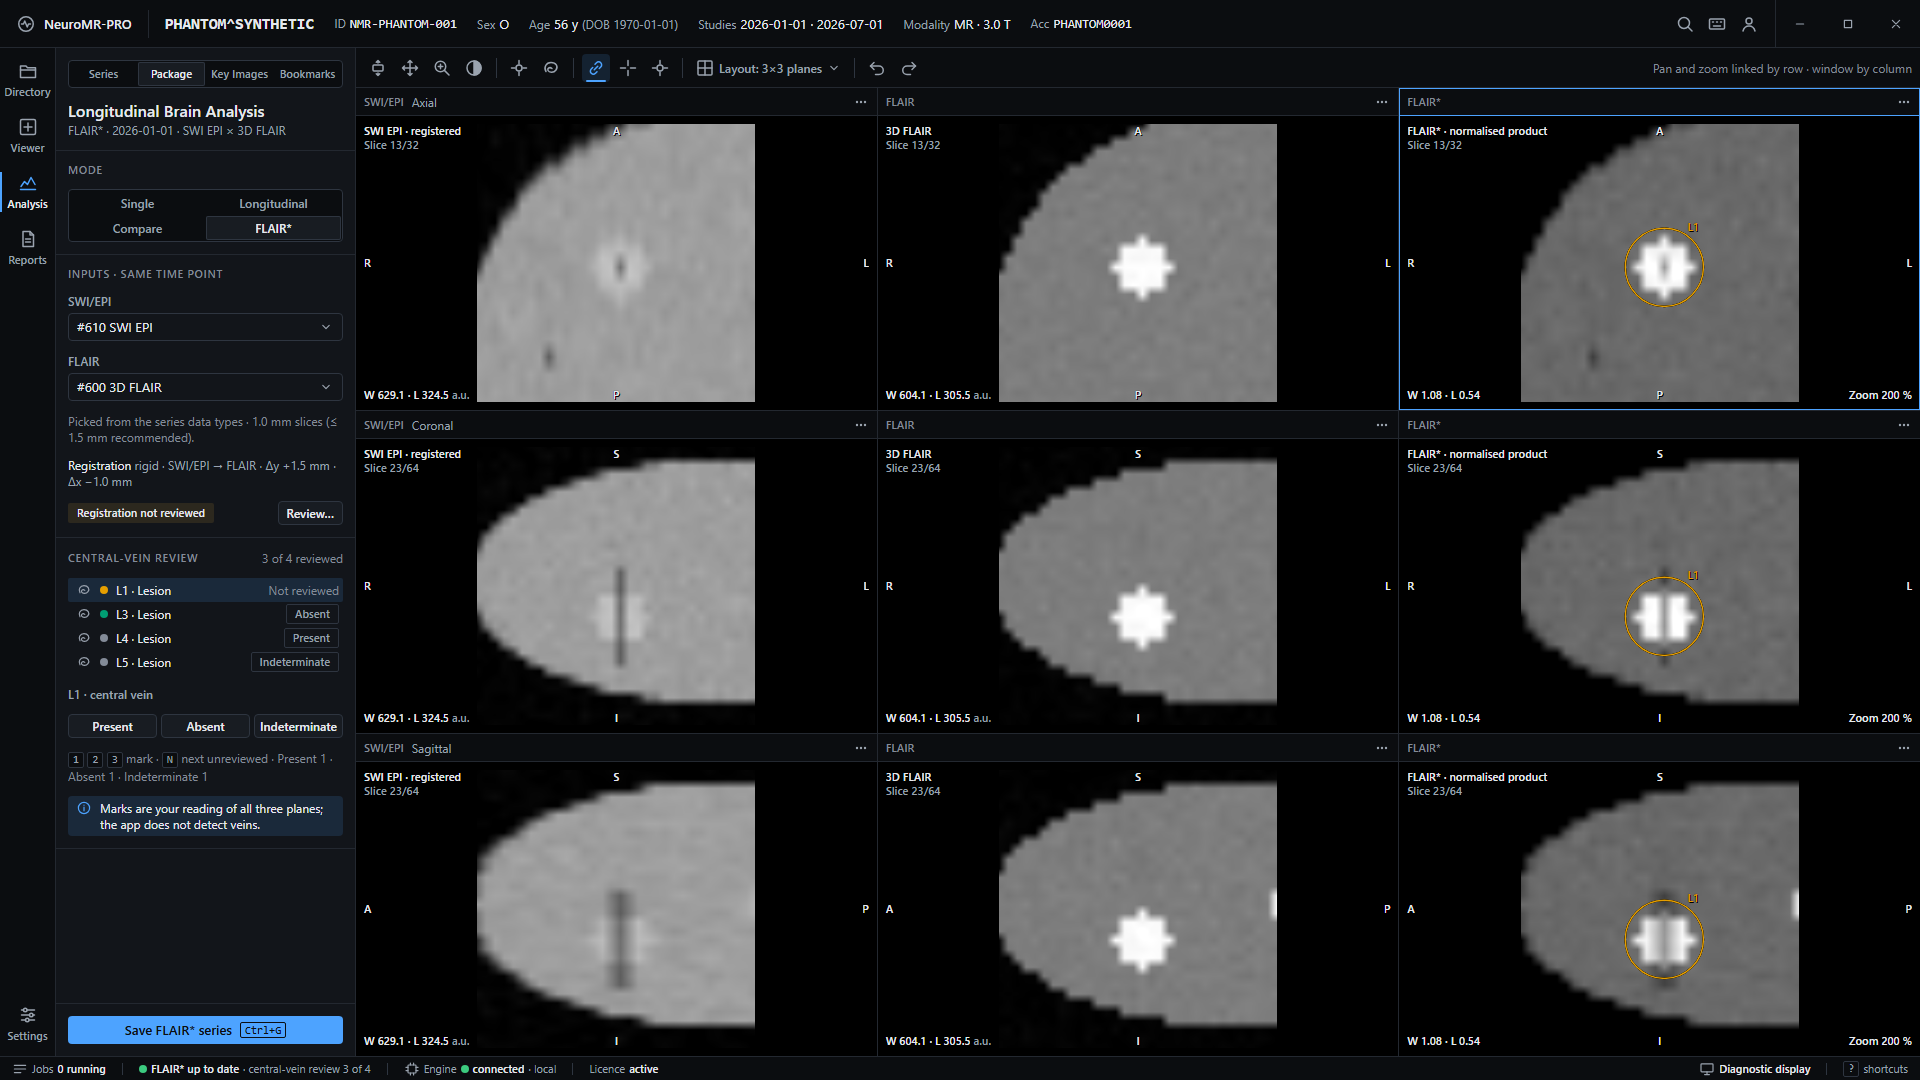 NeuroMR-PRO
PHANTOM^SYNTHETIC
ID NMR-PHANTOM-001
Sex O
Age 56 y (DOB 1970-01-01)
Studies 2026-01-01 · 2026-07-01
Modality MR · 3.0 T
Acc PHANTOM0001
Directory
Viewer
Analysis
Reports
Settings
Series
Package
Key Images
Bookmarks
Longitudinal Brain Analysis
FLAIR* · 2026-01-01 · SWI EPI × 3D FLAIR
MODE
Single
Longitudinal
Compare
FLAIR*
INPUTS · SAME TIME POINT
SWI/EPI
#610 SWI EPI
FLAIR
#600 3D FLAIR
Picked from the series data types · 1.0 mm slices (≤
1.5 mm recommended).
Registration rigid · SWI/EPI → FLAIR · Δy +1.5 mm ·
Δx −1.0 mm
Registration not reviewed
Review...
CENTRAL-VEIN REVIEW
3 of 4 reviewed
L1 · Lesion
Not reviewed
L3 · Lesion
Absent
L4 · Lesion
Present
L5 · Lesion
Indeterminate
L1 · central vein
Present
Absent
Indeterminate
1 2 3 mark · N next unreviewed · Present 1 ·
Absent 1 · Indeterminate 1
Marks are your reading of all three planes;
the app does not detect veins.
Save FLAIR* series Ctrl+G
Layout: 3×3 planes
Pan and zoom linked by row · window by column
SWI/EPI Axial
SWI EPI · registered
Slice 13/32
A
R
L
P
W 629.1 · L 324.5 a.u.
FLAIR
3D FLAIR
Slice 13/32
A
R
L
P
W 604.1 · L 305.5 a.u.
FLAIR*
FLAIR* · normalised product
Slice 13/32
A
L1
R
L
P
W 1.08 · L 0.54
Zoom 200 %
SWI/EPI Coronal
SWI EPI · registered
Slice 23/64
S
R
L
I
W 629.1 · L 324.5 a.u.
FLAIR
3D FLAIR
Slice 23/64
S
R
L
I
W 604.1 · L 305.5 a.u.
FLAIR*
FLAIR* · normalised product
Slice 23/64
S
L1
R
L
I
W 1.08 · L 0.54
Zoom 200 %
SWI/EPI Sagittal
SWI EPI · registered
Slice 23/64
S
A
P
I
W 629.1 · L 324.5 a.u.
FLAIR
3D FLAIR
Slice 23/64
S
A
P
I
W 604.1 · L 305.5 a.u.
FLAIR*
FLAIR* · normalised product
Slice 23/64
S
L1
A
P
I
W 1.08 · L 0.54
Zoom 200 %
Jobs 0 running
FLAIR* up to date · central-vein review 3 of 4
Engine connected · local
Licence active
Diagnostic display
? shortcuts